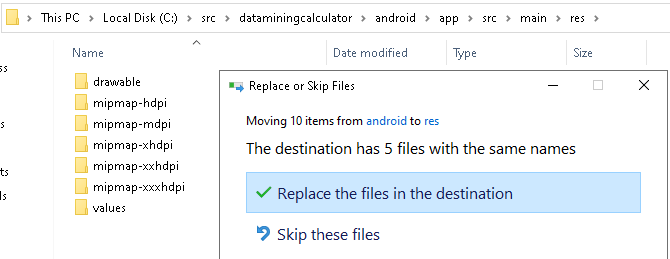 This PC > Local Disk (C:) > src > dataminingcalculator > android > app > src > main > res >
Name Date modified Type Size
drawable
mipmap-hdpi
mipmap-mdpi
mipmap-xhdpi
mipmap-xxhdpi
mipmap-xxxhdpi
values
Replace or Skip Files
Moving 10 items from android to res
The destination has 5 files with the same names
Replace the files in the destination
Skip these files